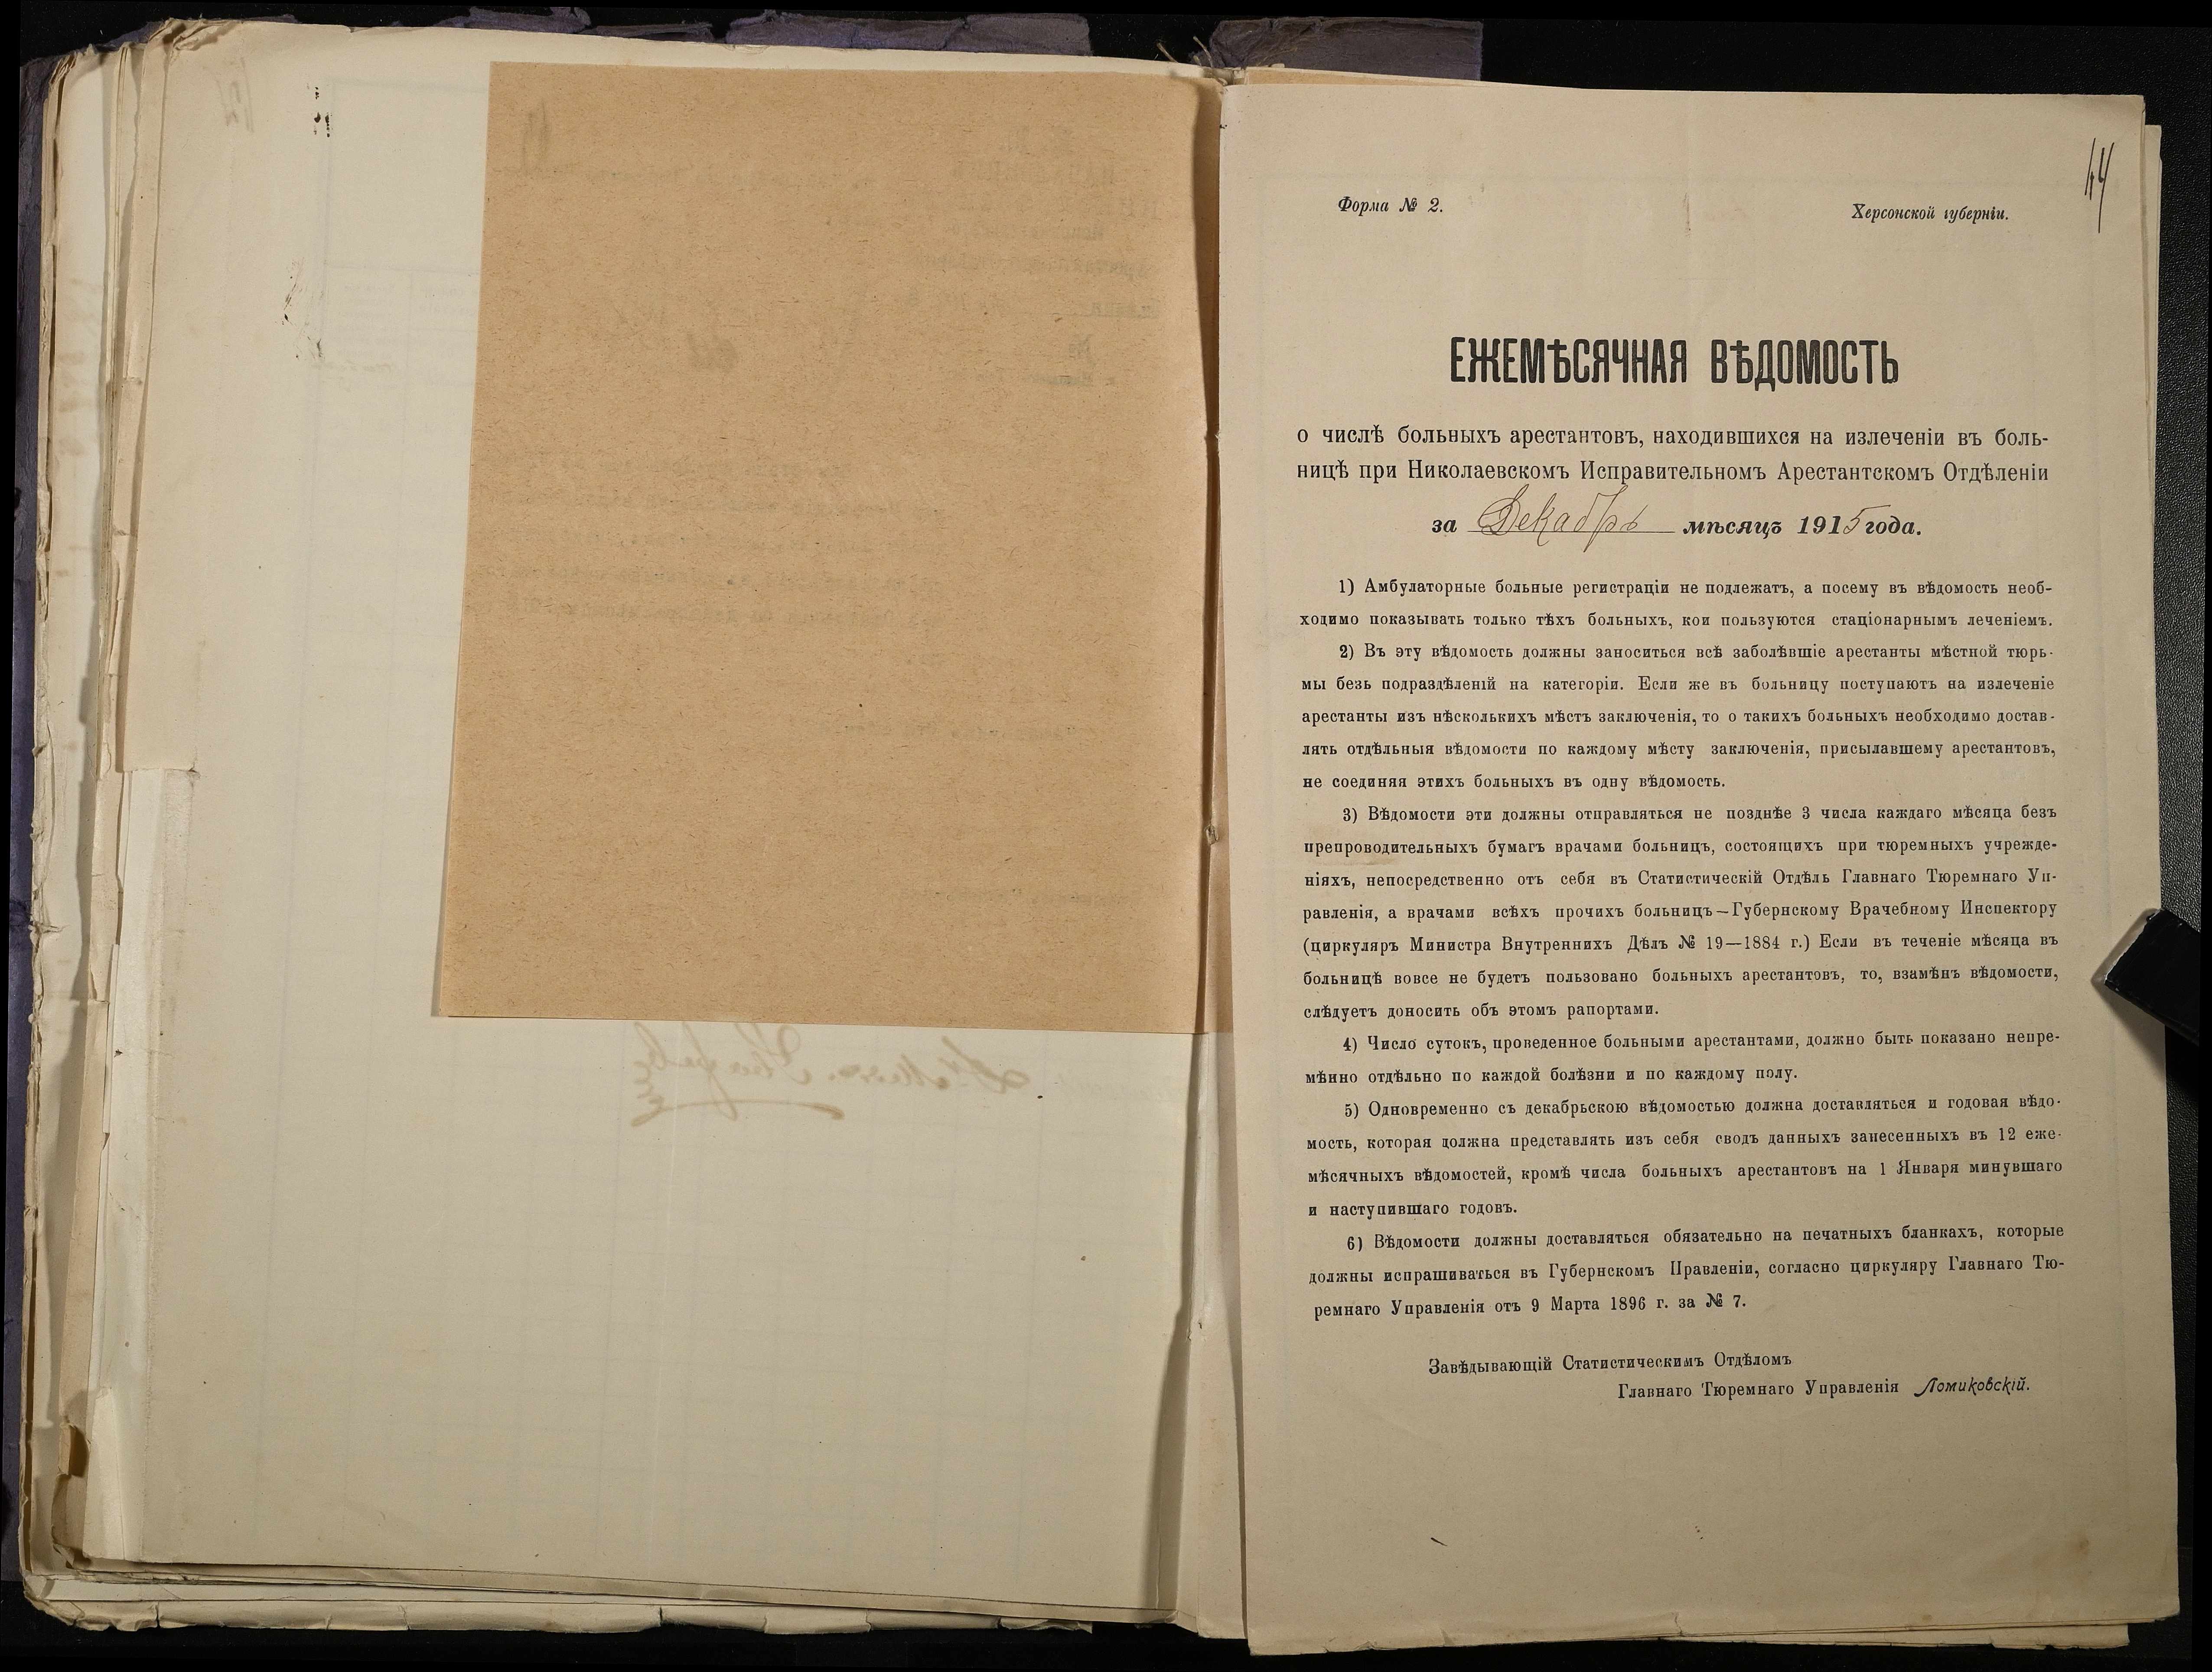 44
Форма № 2.
Херсонской губерніи.
ЕЖЕМѢСЯЧНАЯ ВѢДОМОСТЬ
о числѣ больныхъ арестантовъ, находившихся на излеченіи въ боль-
ницѣ при Николаевскомъ Исправительномъ Арестантскомъ Отдѣленіи
за Декабрь мѣсяцъ 1915 года.
1) Амбулаторные больные регистраціи не подлежатъ, а посему въ вѣдомость необ-
ходимо показывать только тѣхъ больныхъ, кои пользуются стаціонарнымъ леченіемъ.
2) Въ эту вѣдомость должны заноситься всѣ заболѣвшіе арестанты мѣстной тюрь-
мы безъ подраздѣленій на категоріи. Если же въ больницу поступаютъ на излеченіе
арестанты изъ нѣсколькихъ мѣстъ заключенія, то о такихъ больныхъ необходимо достав-
лять отдѣльныя вѣдомости по каждому мѣсту заключенія, присылавшему арестантовъ,
не соединяя этихъ больныхъ въ одну вѣдомость.
3) Вѣдомости эти должны отправляться не позднѣе 3 числа каждаго мѣсяца безъ
препроводительныхъ бумагъ врачами больницъ, состоящихъ при тюремныхъ учрежде-
ніяхъ, непосредственно отъ себя въ Статистическій Отдѣлъ Главнаго Тюремнаго Уп-
равленія, а врачами всѣхъ прочихъ больницъ—Губернскому Врачебному Инспектору
(циркуляръ Министра Внутреннихъ Дѣлъ № 19—1884 г.) Если въ теченіе мѣсяца въ
больницѣ вовсе не будетъ пользовано больныхъ арестантовъ, то, взамѣнъ вѣдомости,
слѣдуетъ доносить объ этомъ рапортами.
4) Число сутокъ, проведенное больными арестантами, должно быть показано непре-
мѣнно отдѣльно по каждой болѣзни и по каждому полу.
5) Одновременно съ декабрьскою вѣдомостью должна доставляться и годовая вѣдо-
мость, которая должна представлять изъ себя сводъ данныхъ занесенныхъ въ 12 еже-
мѣсячныхъ вѣдомостей, кромѣ числа больныхъ арестантовъ на 1 Января минувшаго
и наступившаго годовъ.
6) Вѣдомости должны доставляться обязательно на печатныхъ бланкахъ, которые
должны испрашиваться въ Губернскомъ Правленіи, согласно циркуляру Главнаго Тю-
ремнаго Управленія отъ 9 Марта 1896 г. за № 7.
Завѣдывающій Статистическимъ Отдѣломъ
Главнаго Тюремнаго Управленія Ломиковскій.